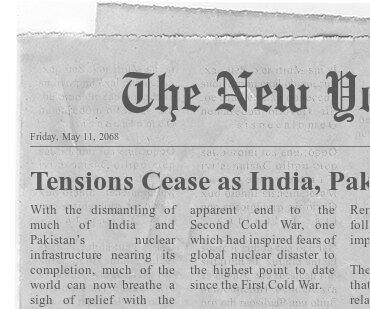 The New Yo
Friday, May 11, 2068
Tensions Cease as India, Pak
With the dismantling of
much of India and
Pakistan's nuclear
infrastructure nearing its
completion, much of the
world can now breathe a
sigh of relief with the
apparent end to the
Second Cold War, one
which had inspired fears of
global nuclear disaster to
the highest point to date
since the First Cold War.
Ren
foll
imp
The
that
rela